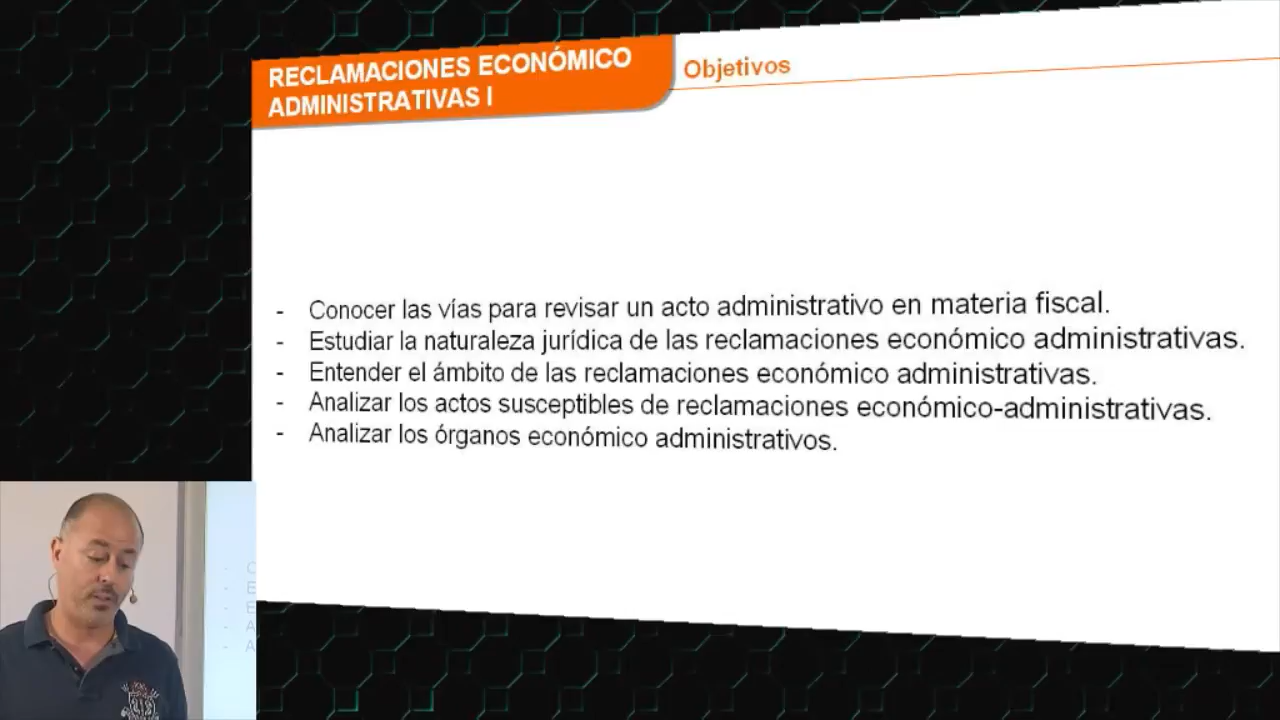 RECLAMACIONES ECONÓMICO
ADMINISTRATIVAS I
Objetivos
- Conocer las vías para revisar un acto administrativo en materia fiscal.
- Estudiar la naturaleza jurídica de las reclamaciones económico administrativas.
- Entender el ámbito de las reclamaciones económico administrativas.
- Analizar los actos susceptibles de reclamaciones económico-administrativas.
- Analizar los órganos económico administrativos.